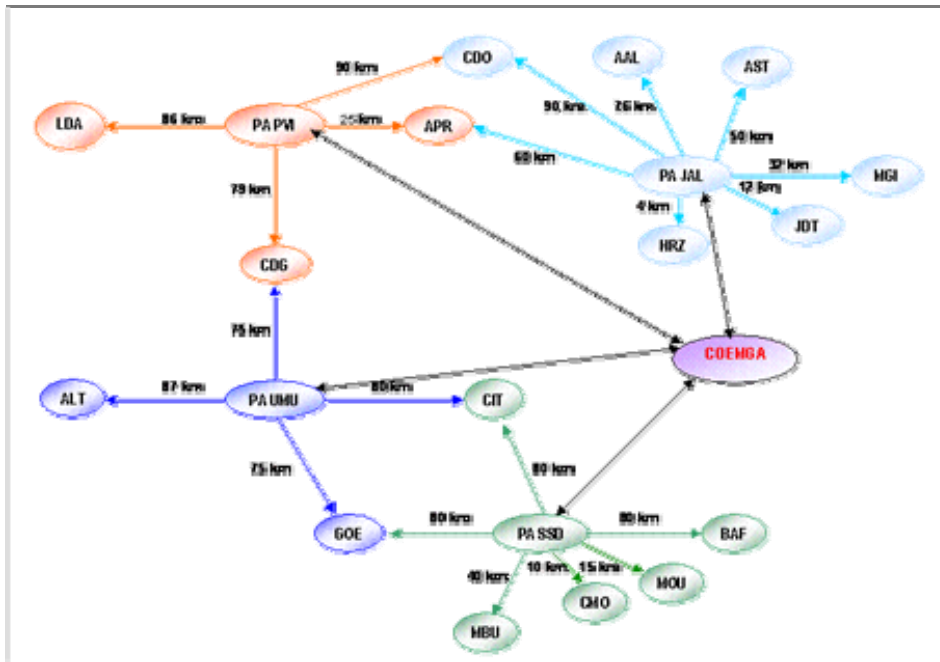 CDO
AAL
AST
90 km
LDA
86 km
PA PVI
25 km
APR
90 km
76 km
50 km
60 km
PA JAL
32 km
MGI
12 km
4 km
JDT
79 km
HRZ
CDG
75 km
COEMGA
ALT
87 km
PA UMU
80 km
CIT
75 km
80 km
GOE
80 km
PA SSD
80 km
BAF
40 km
10 km
15 km
MOU
CMO
MBU